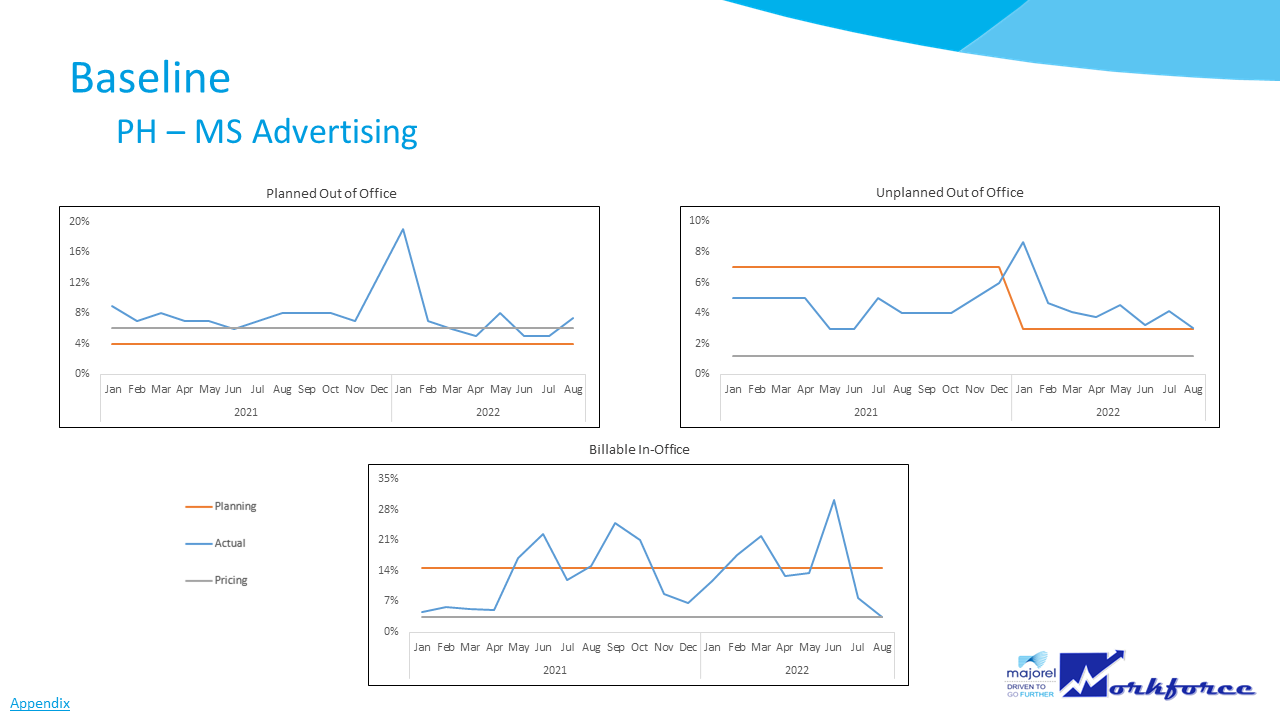 Baseline
PH – MS Advertising
Planned Out of Office
20%
16%
12%
8%
4%
0%
Jan Feb Mar Apr May Jun Jul Aug Sep Oct Nov Dec Jan Feb Mar Apr May Jun Jul Aug
2021 2022
Unplanned Out of Office
10%
8%
6%
4%
2%
0%
Jan Feb Mar Apr May Jun Jul Aug Sep Oct Nov Dec Jan Feb Mar Apr May Jun Jul Aug
2021 2022
Billable In-Office
35%
28%
21%
14%
7%
0%
Jan Feb Mar Apr May Jun Jul Aug Sep Oct Nov Dec Jan Feb Mar Apr May Jun Jul Aug
2021 2022
Planning
Actual
Pricing
majorel
DRIVEN TO
GO FURTHER
Workforce
Appendix